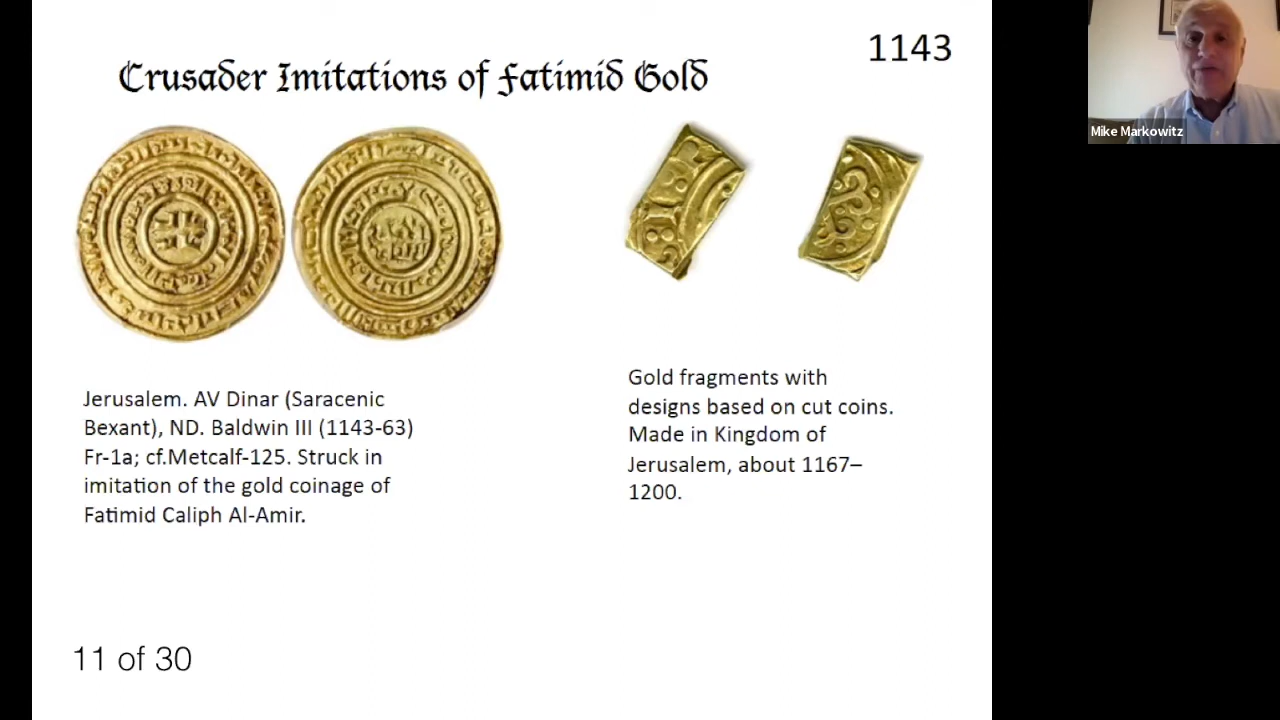 1143
Crusader Imitations of Fatimid Gold
Mike Markowitz
Jerusalem. AV Dinar (Saracenic
Bexant), ND. Baldwin III (1143-63)
Fr-1a; cf.Metcalf-125. Struck in
imitation of the gold coinage of
Fatimid Caliph Al-Amir.
Gold fragments with
designs based on cut coins.
Made in Kingdom of
Jerusalem, about 1167–
1200.
11 of 30